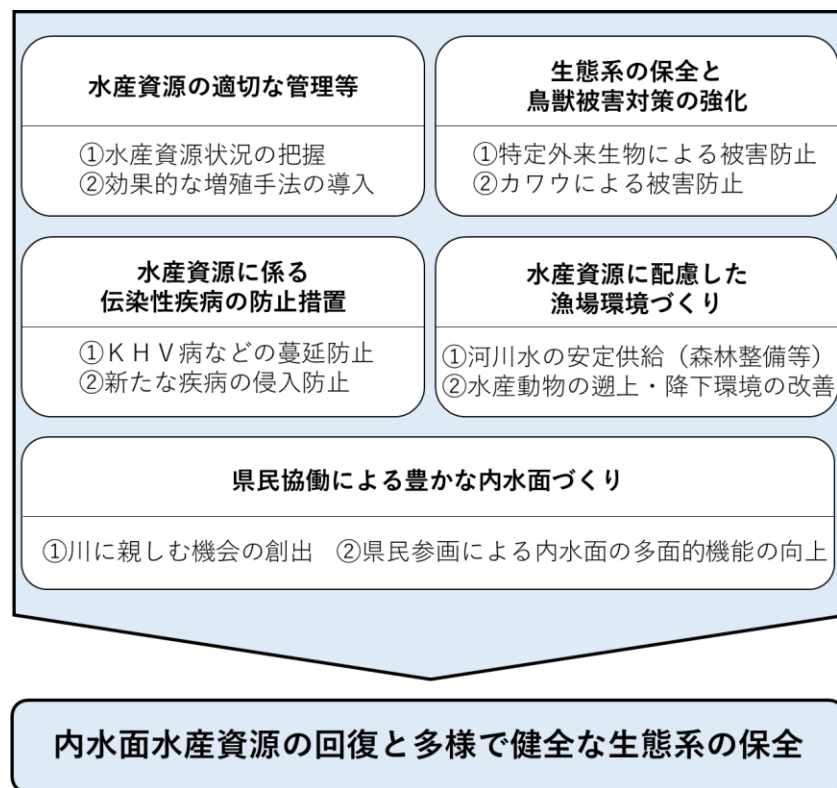 水産資源の適切な管理等
①水産資源状況の把握
②効果的な増殖手法の導入
生態系の保全と
鳥獣被害対策の強化
①特定外来生物による被害防止
②カワウによる被害防止
水産資源に係る
伝染性疾病の防止措置
①ＫＨＶ病などの蔓延防止
②新たな疾病の侵入防止
水産資源に配慮した
漁場環境づくり
①河川水の安定供給（森林整備等）
②水産動物の遡上・降下環境の改善
県民協働による豊かな内水面づくり
①川に親しむ機会の創出　②県民参画による内水面の多面的機能の向上
内水面水産資源の回復と多様で健全な生態系の保全